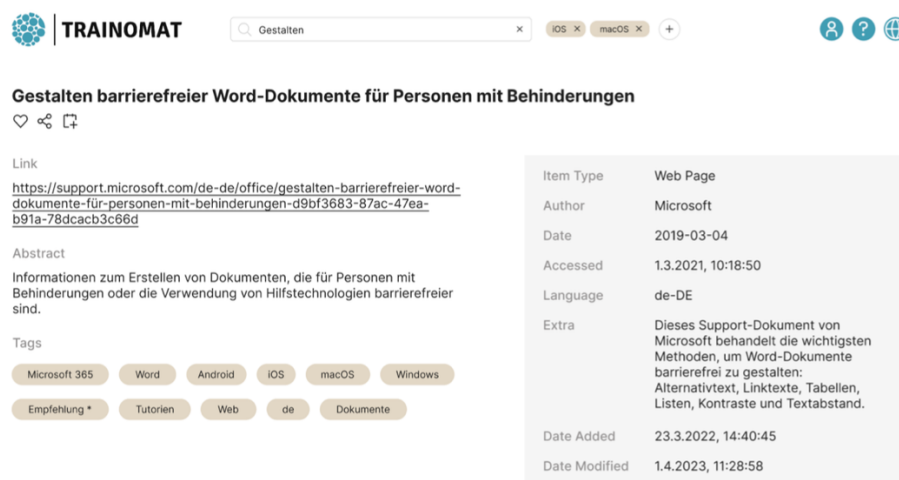 TRAINOMAT
Gestalten ×
iOS ×
macOS ×
+
?
Gestalten barrierefreier Word-Dokumente für Personen mit Behinderungen
Link
https://support.microsoft.com/de-de/office/gestalten-barrierefreier-word-
dokumente-für-personen-mit-behinderungen-d9bf3683-87ac-47ea-
b91a-78dcacb3c66d
Abstract
Informationen zum Erstellen von Dokumenten, die für Personen mit
Behinderungen oder die Verwendung von Hilfstechnologien barrierefreier
sind.
Tags
Microsoft 365 Word Android iOS macOS Windows
Empfehlung * Tutorien Web de Dokumente
Item Type Web Page
Author Microsoft
Date 2019-03-04
Accessed 1.3.2021, 10:18:50
Language de-DE
Extra Dieses Support-Dokument von
Microsoft behandelt die wichtigsten
Methoden, um Word-Dokumente
barrierefrei zu gestalten:
Alternativtext, Linktexte, Tabellen,
Listen, Kontraste und Textabstand.
Date Added 23.3.2022, 14:40:45
Date Modified 1.4.2023, 11:28:58